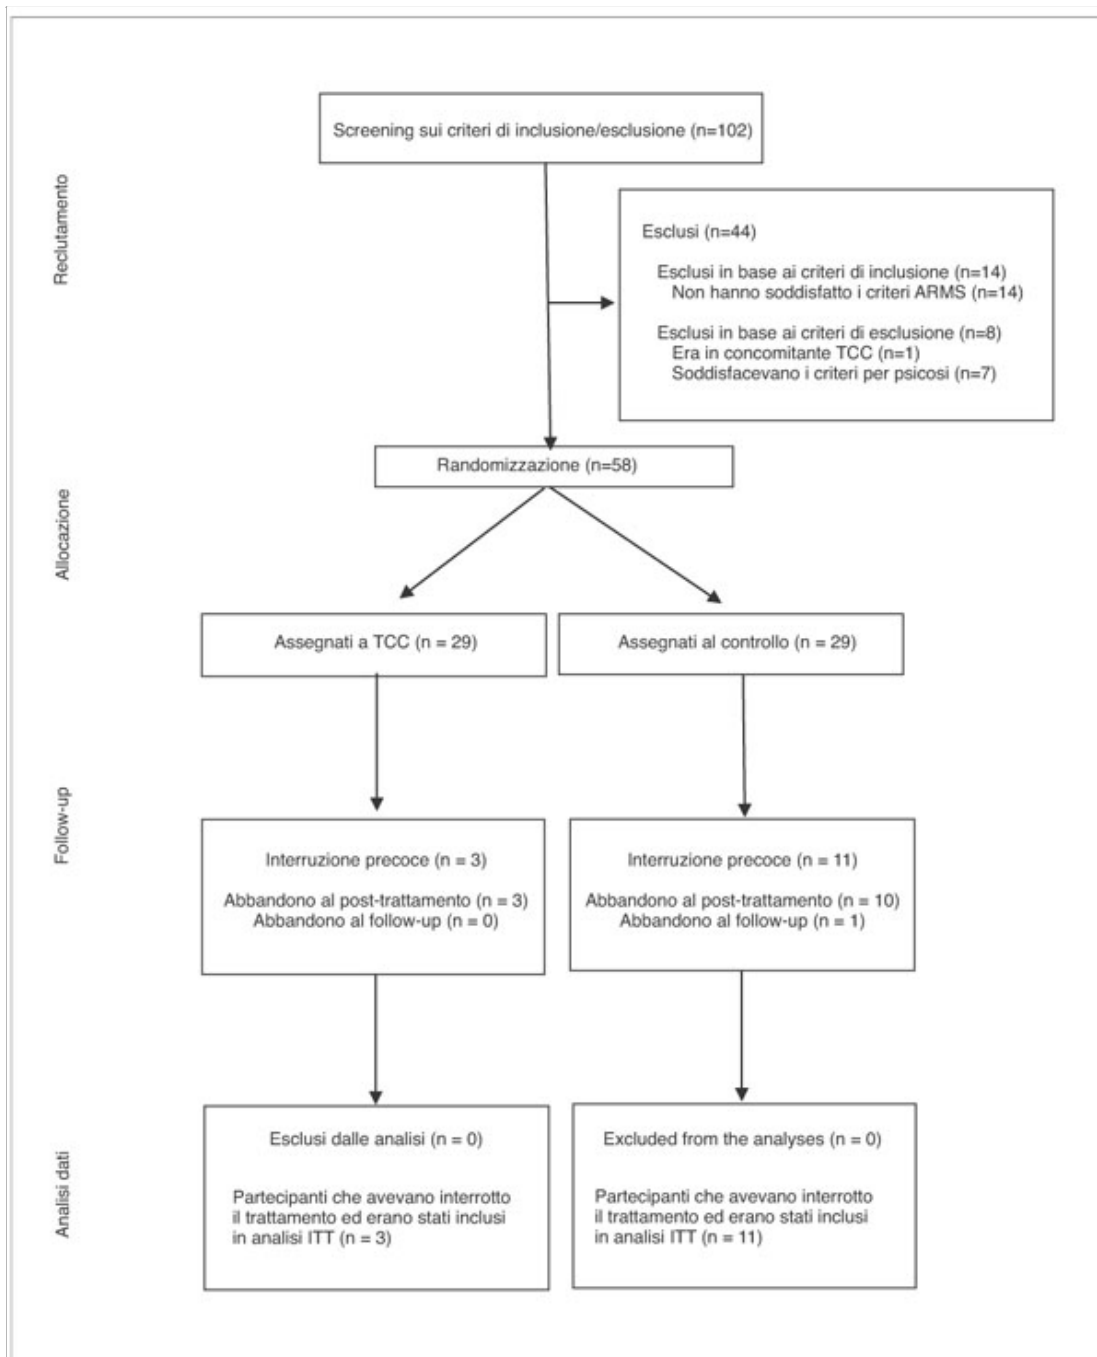 Screening sui criteri di inclusione/esclusione (n=102)
Reclutamento
Esclusi (n=44)
Esclusi in base ai criteri di inclusione (n=14)
Non hanno soddisfatto i criteri ARMS (n=14)
Esclusi in base ai criteri di esclusione (n=8)
Era in concomitante TCC (n=1)
Soddisfacevano i criteri per psicosi (n=7)
Randomizzazione (n=58)
Allocazione
Assegnati a TCC (n = 29)
Assegnati al controllo (n = 29)
Follow-up
Interruzione precoce (n = 3)
Abbandono al post-trattamento (n = 3)
Abbandono al follow-up (n = 0)
Interruzione precoce (n = 11)
Abbandono al post-trattamento (n = 10)
Abbandono al follow-up (n = 1)
Analisi dati
Esclusi dalle analisi (n = 0)
Partecipanti che avevano interrotto
il trattamento ed erano stati inclusi
in analisi ITT (n = 3)
Excluded from the analyses (n = 0)
Partecipanti che avevano interrotto
il trattamento ed erano stati inclusi
in analisi ITT (n = 11)